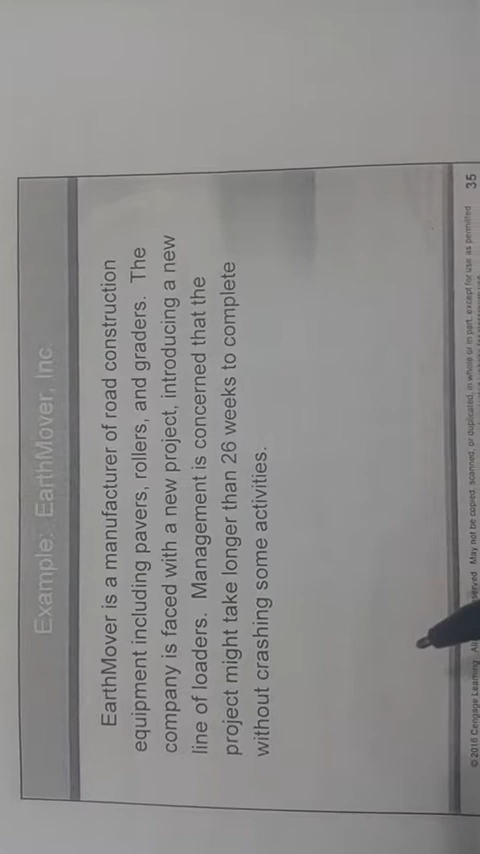 Example: EarthMover, Inc.
EarthMover is a manufacturer of road construction
equipment including pavers, rollers, and graders. The
company is faced with a new project, introducing a new
line of loaders. Management is concerned that the
project might take longer than 26 weeks to complete
without crashing some activities.
© 2016 Cengage Learning. All served. May not be copied, scanned, or duplicated, in whole or in part, except for use as permitted
35